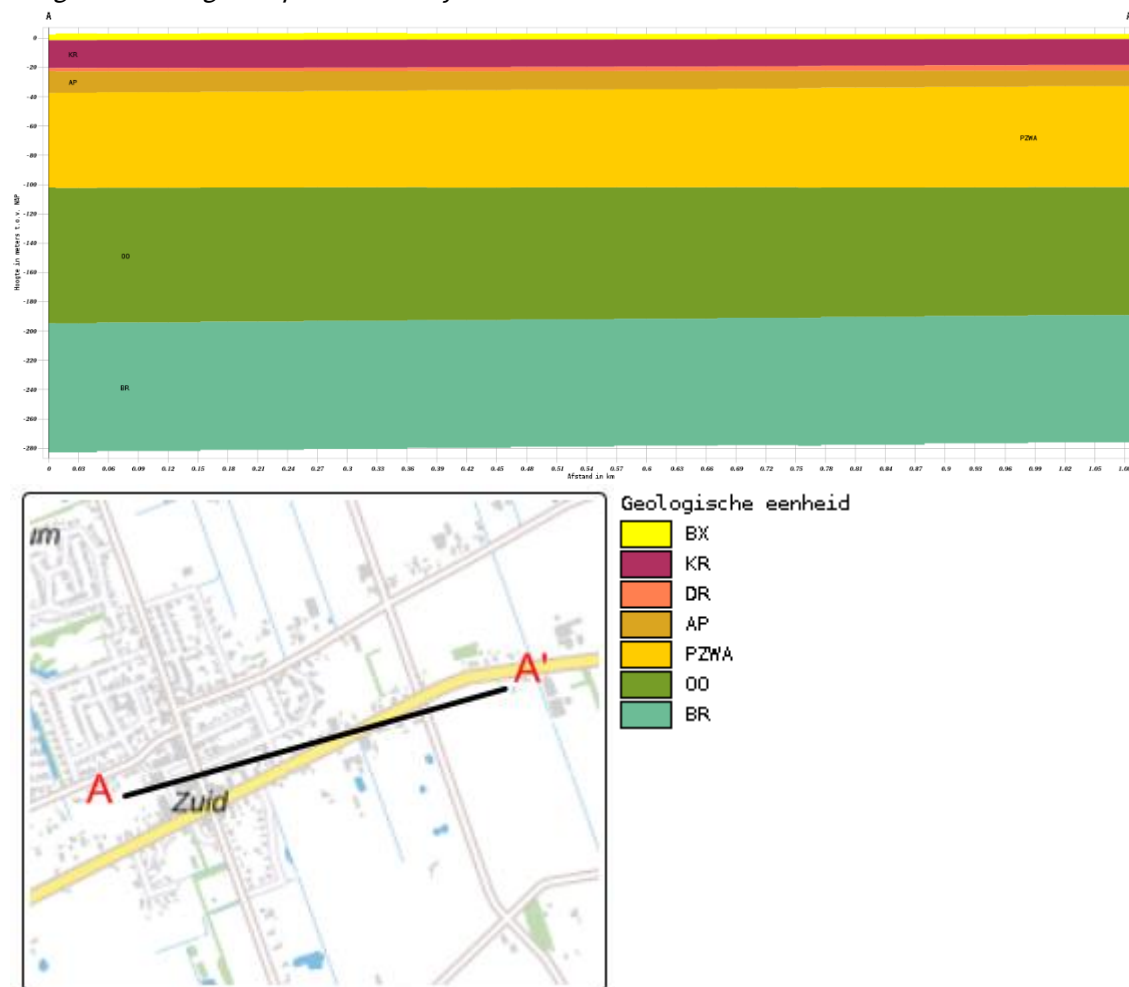 A
0
KR
-20
AP
-40
-60
PZWA
-80
-100
-120
-140
OO
-160
-180
-200
-220
BR
-240
-260
-280
Hoogte in meters t.o.v. NAP
0 0.03 0.06 0.09 0.12 0.15 0.18 0.21 0.24 0.27 0.3 0.33 0.36 0.39 0.42 0.45 0.48 0.51 0.54 0.57 0.6 0.63 0.66 0.69 0.72 0.75 0.78 0.81 0.84 0.87 0.9 0.93 0.96 0.99 1.02 1.05
Afstand in km
um
A'
A
Zuid
Geologische eenheid
BX
KR
DR
AP
PZWA
OO
BR